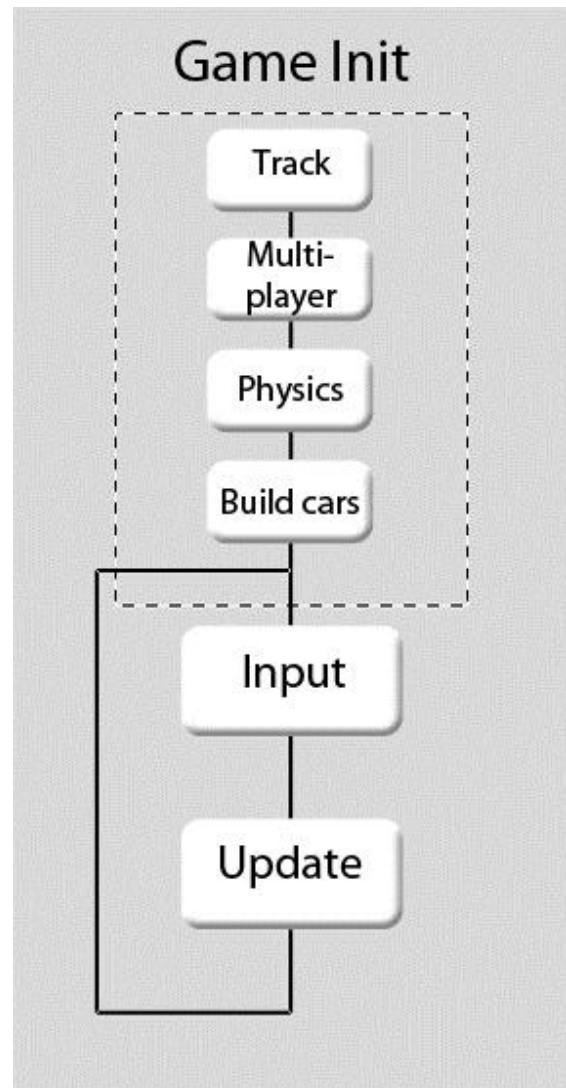 Game Init
Track
Multi-
player
Physics
Build cars
Input
Update